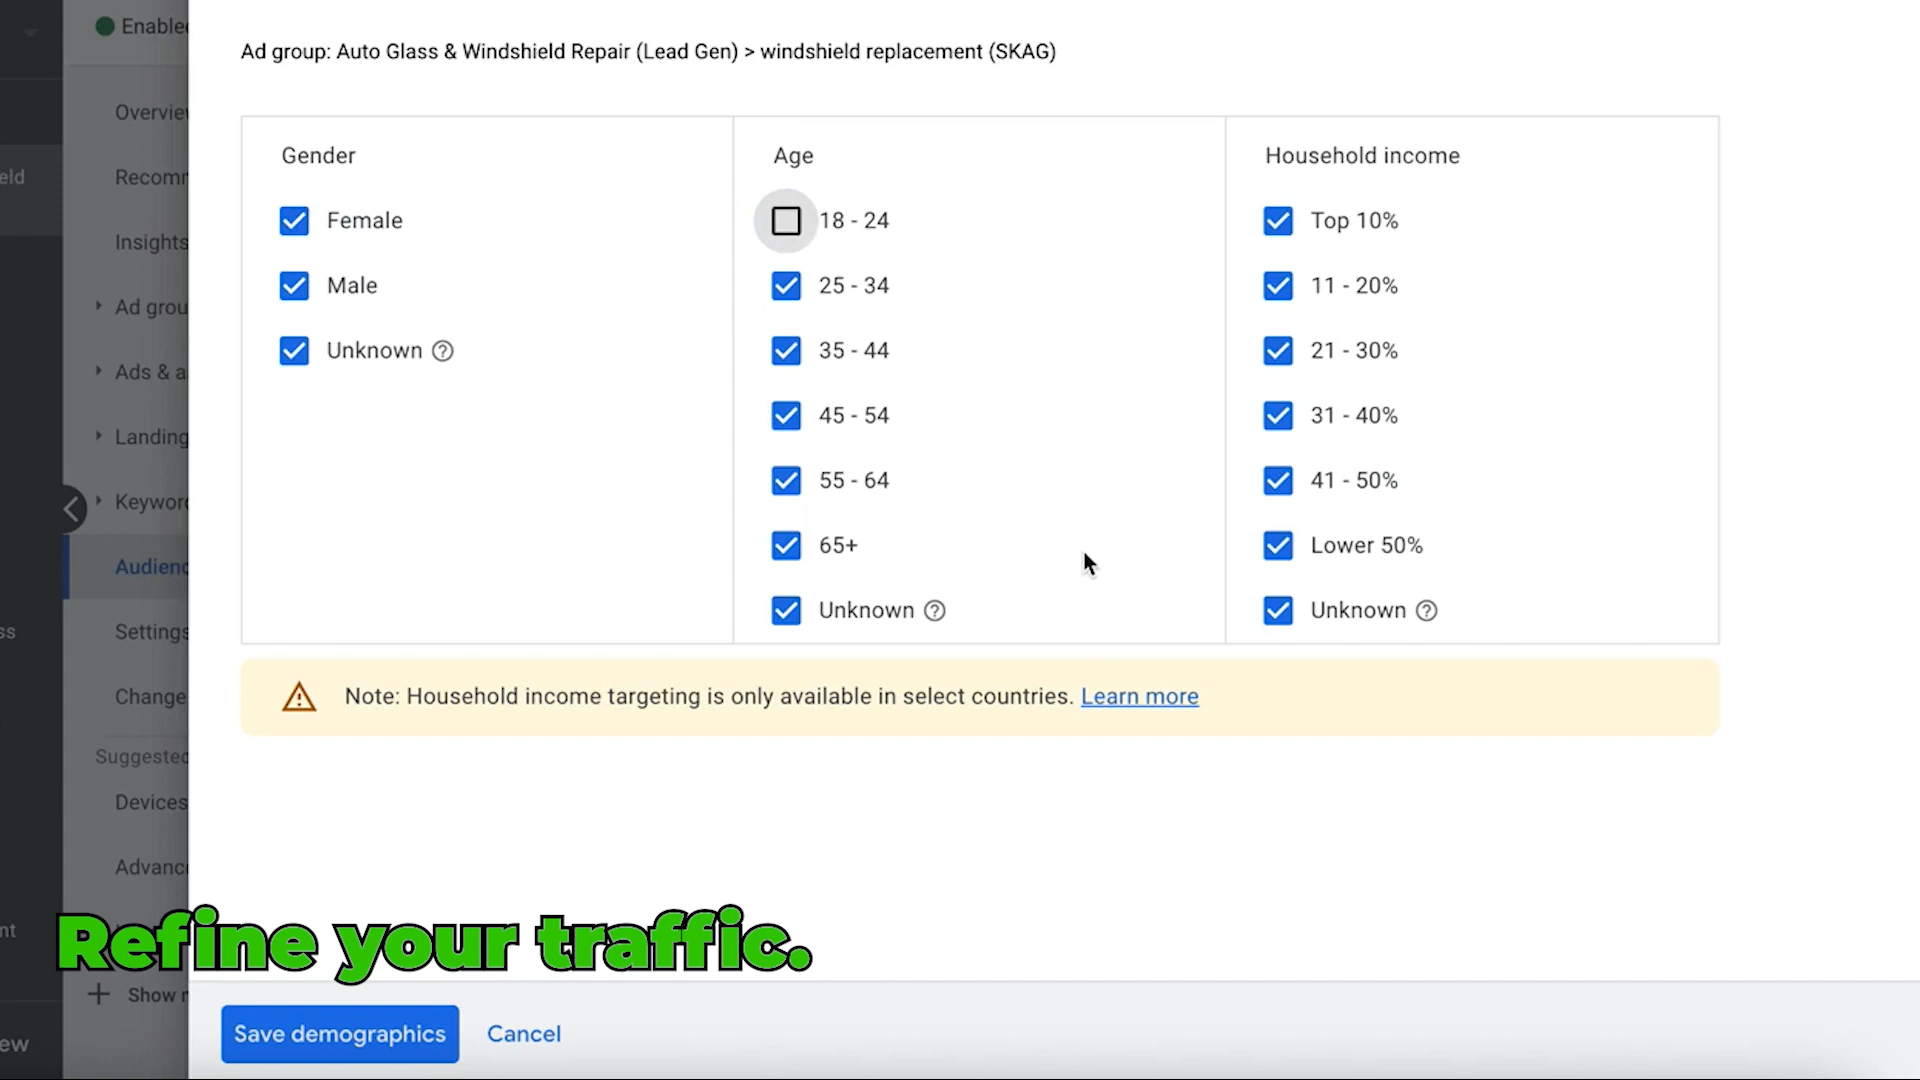 Enable
Ad group: Auto Glass & Windshield Repair (Lead Gen) > windshield replacement (SKAG)
Overvie
Recomm
eld
Insights
Ad grou
Ads & a
Landing
Keywor
Audienc
Settings
ss
Change
Suggested
Devices
Advanc
nt
Show m
ew
Gender
Female
Male
Unknown
Age
18 - 24
25 - 34
35 - 44
45 - 54
55 - 64
65+
Unknown
Household income
Top 10%
11 - 20%
21 - 30%
31 - 40%
41 - 50%
Lower 50%
Unknown
Note: Household income targeting is only available in select countries. Learn more
Refine your traffic.
Save demographics
Cancel